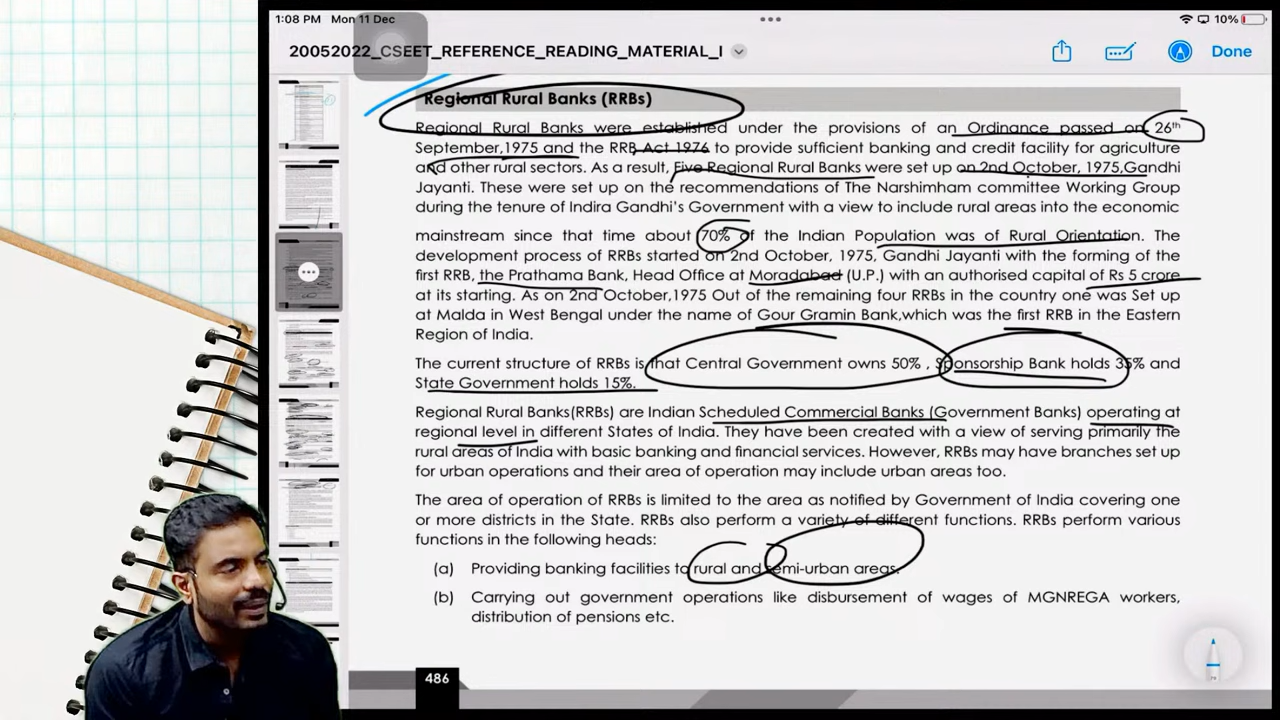 1:08 PM Mon 11 Dec
10%
20052022_CSEET_REFERENCE_READING_MATERIAL_I
Done
Regional Rural Banks (RRBs)
Regional Rural Banks were established under the provisions of an Ordinance passed on 26th
September,1975 and the RRB Act 1976 to provide sufficient banking and credit facility for agriculture
and other rural sectors. As a result, Five Regional Rural Banks were set up on 2nd October, 1975,Gandhi
Jayanti. These were set up on the recommendation of The Narshimham committee Working Group
during the tenure of Indira Gandhi's Government with a view to include rural areas into the economic
mainstream since that time about 70% of the Indian Population was of Rural Orientation. The
development process of RRBs started on 2nd October, 1975, Gandhi Jayanti with the forming of the
first RRB, the Prathama Bank, Head Office at Moradabad (U.P.) with an authorised capital of Rs 5 crore
at its starting. As on 2nd October,1975 out of the remaining four RRBs in the country one was Set up
at Malda in West Bengal under the name of Gour Gramin Bank,which was the first RRB in the Eastern
Region of India.
The current structure of RRBs is that Central Government owns 50% , Sponsorship Bank holds 35% and
State Government holds 15%.
Regional Rural Banks(RRBs) are Indian Scheduled Commercial Banks (Government Banks) operating at
regional level in different States of India. They have been created with a view of serving primarily the
rural areas of India with basic banking and financial services. However, RRBs may have branches set up
for urban operations and their area of operation may include urban areas too.
The area of operation of RRBs is limited to the area as notified by Government of India covering one
or more districts in the state. RRBs also perform a variety of different functions. RRBs perform various
functions in the following heads:
(a) Providing banking facilities to rural and semi-urban areas.
(b) Carrying out government operations like disbursement of wages of MGNREGA workers,
distribution of pensions etc.
486